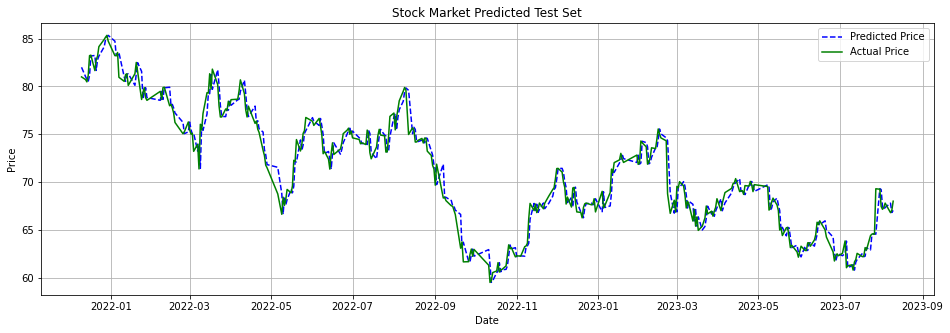 Stock Market Predicted Test Set
Predicted Price
Actual Price
85
80
75
70
65
60
Price
2022-01 2022-03 2022-05 2022-07 2022-09 2022-11 2023-01 2023-03 2023-05 2023-07 2023-09
Date